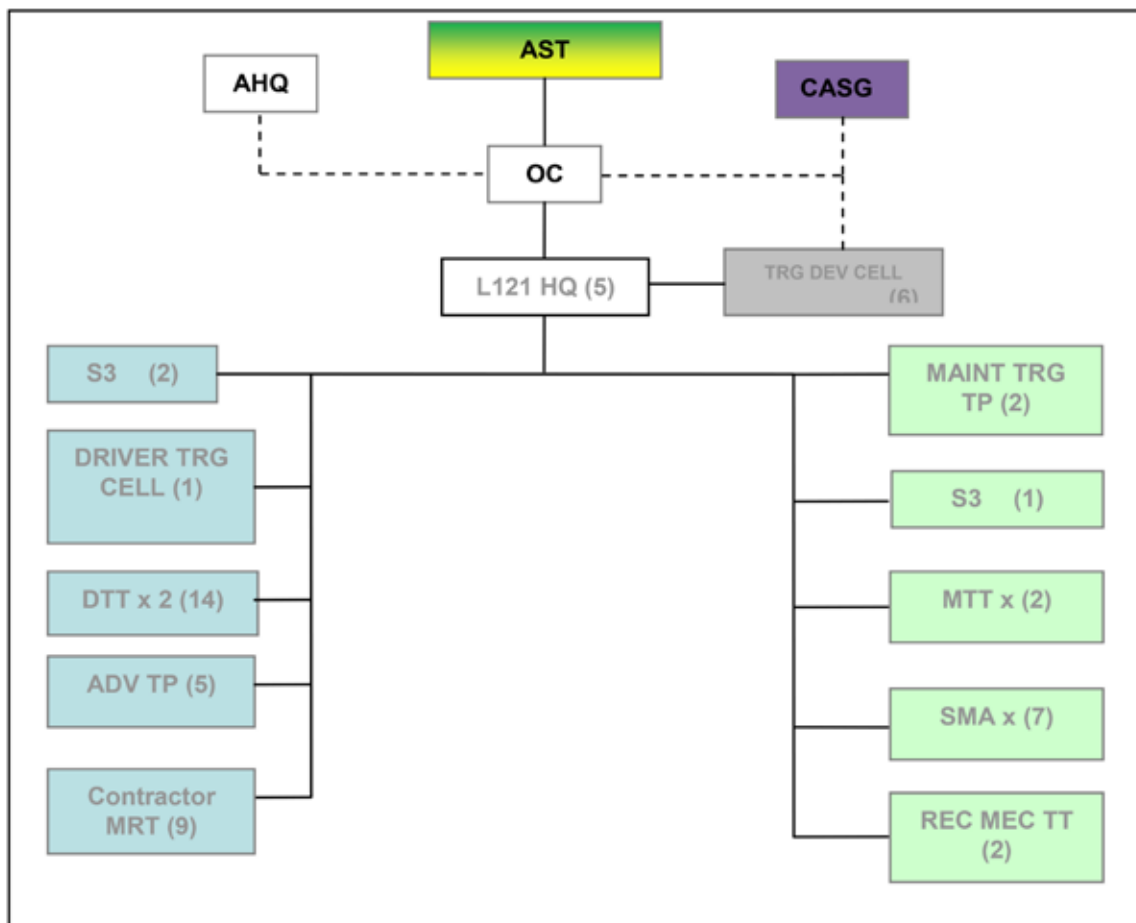 AST
AHQ
CASG
OC
L121 HQ (5)
TRG DEV CELL
(6)
S3 (2)
DRIVER TRG
CELL (1)
DTT x 2 (14)
ADV TP (5)
Contractor
MRT (9)
MAINT TRG
TP (2)
S3 (1)
MTT x (2)
SMA x (7)
REC MEC TT
(2)